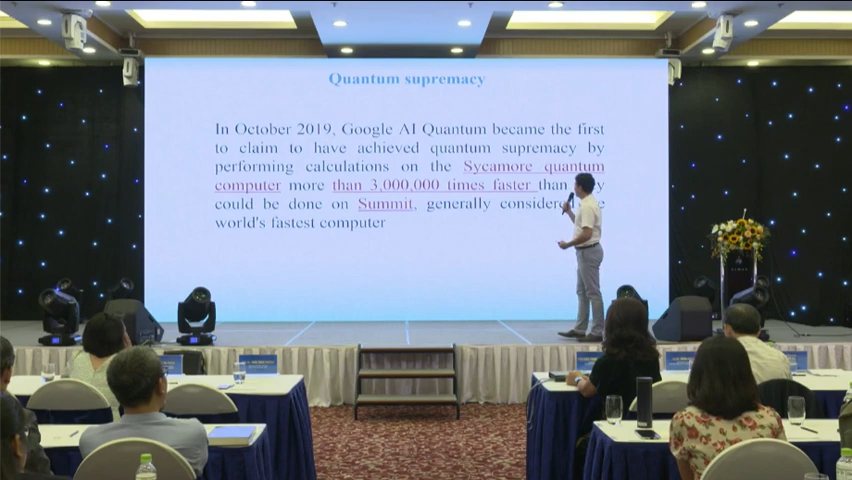 Quantum supremacy
In October 2019, Google AI Quantum became the first
to claim to have achieved quantum supremacy by
performing calculations on the Sycamore quantum
computer more than 3,000,000 times faster than
could be done on Summit, generally considered
world's fastest computer